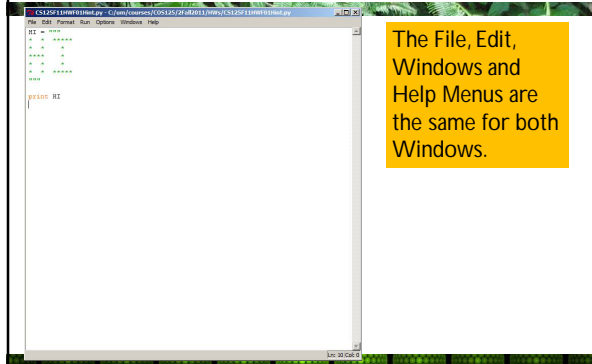 CS125F11HWF01Hint.py - C:/vm/courses/COS125/2Fall2011/HWs/CS125F11HWF01Hint.py
File Edit Format Run Options Windows Help
HI = """
*  *  *****
*  *    *
****    *
*  *    *
*  *  *****
"""
print HI
Ln: 10 Col: 0
The File, Edit,
Windows and
Help Menus are
the same for both
Windows.